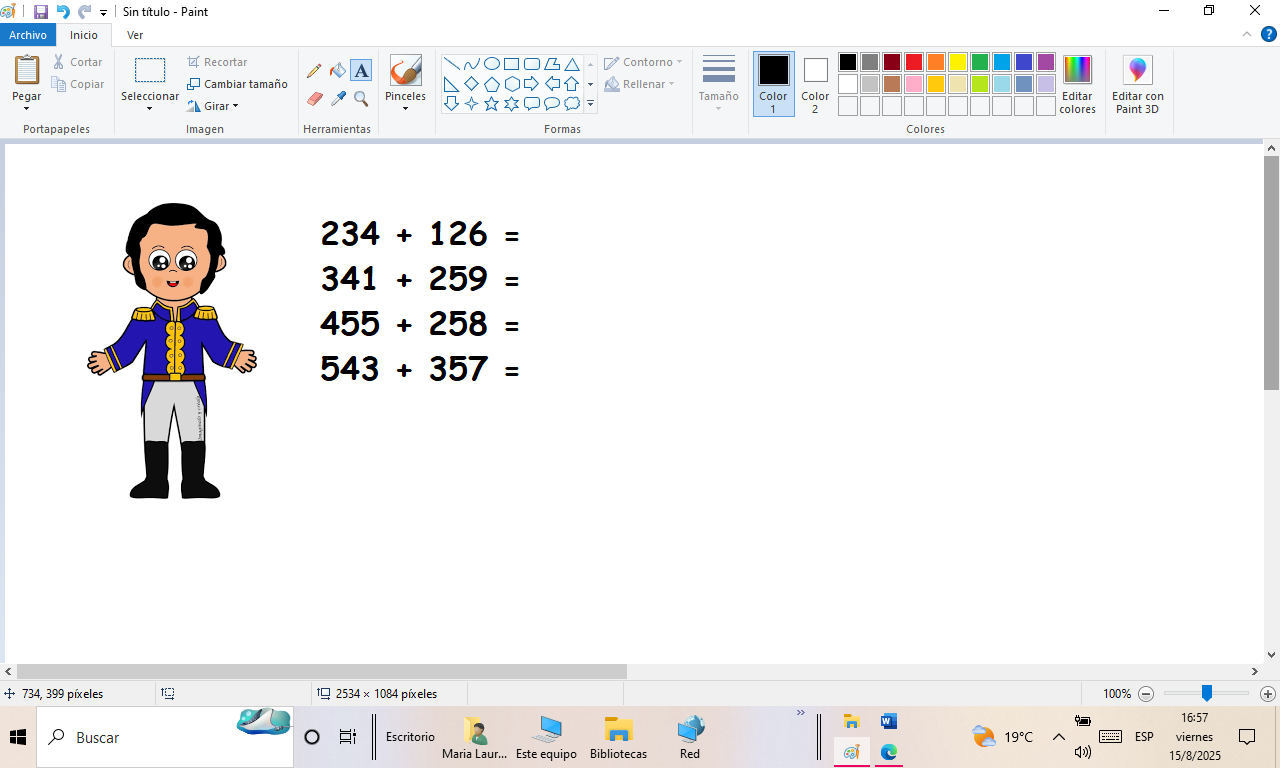 Sin título - Paint
Archivo Inicio Ver
Pegar
Cortar
Copiar
Portapapeles
Seleccionar
Recortar
Cambiar tamaño
Girar
Imagen
A
Herramientas
Pinceles
Contorno
Rellenar
Formas
Tamaño
Color 1
Color 2
Editar colores
Colores
Editar con Paint 3D
234 + 126 =
341 + 259 =
455 + 258 =
543 + 357 =
734, 399 píxeles
2534 × 1084 píxeles
100%
Buscar
Escritorio
Maria Laur...
Este equipo
Bibliotecas
Red
19°C
ESP
16:57
viernes
15/8/2025